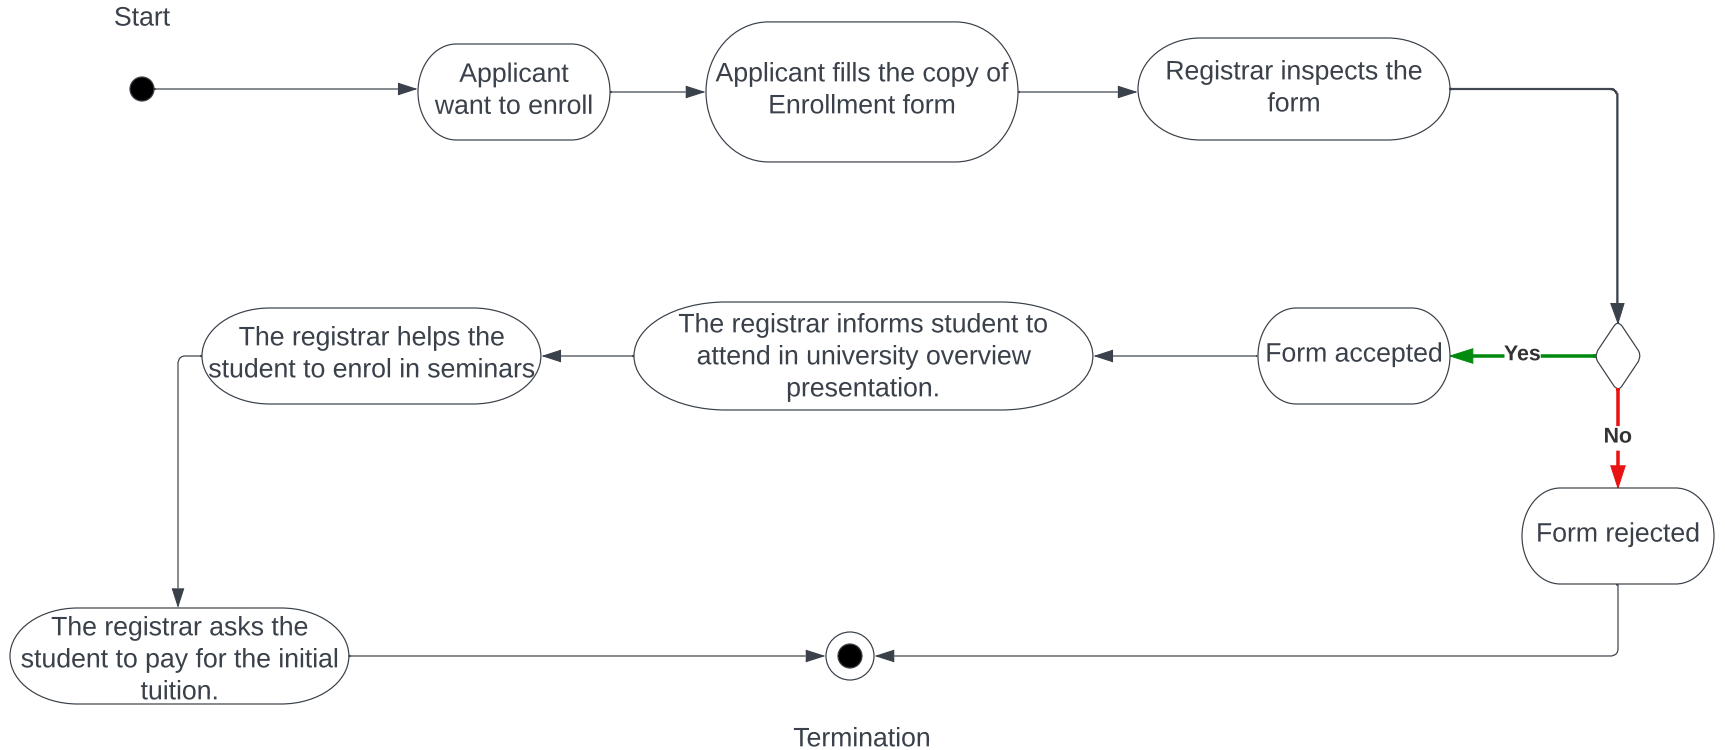 Start
Applicant
want to enroll
Applicant fills the copy of
Enrollment form
Registrar inspects the
form
Yes
No
Form accepted
The registrar informs student to
attend in university overview
presentation.
The registrar helps the
student to enrol in seminars
Form rejected
The registrar asks the
student to pay for the initial
tuition.
Termination